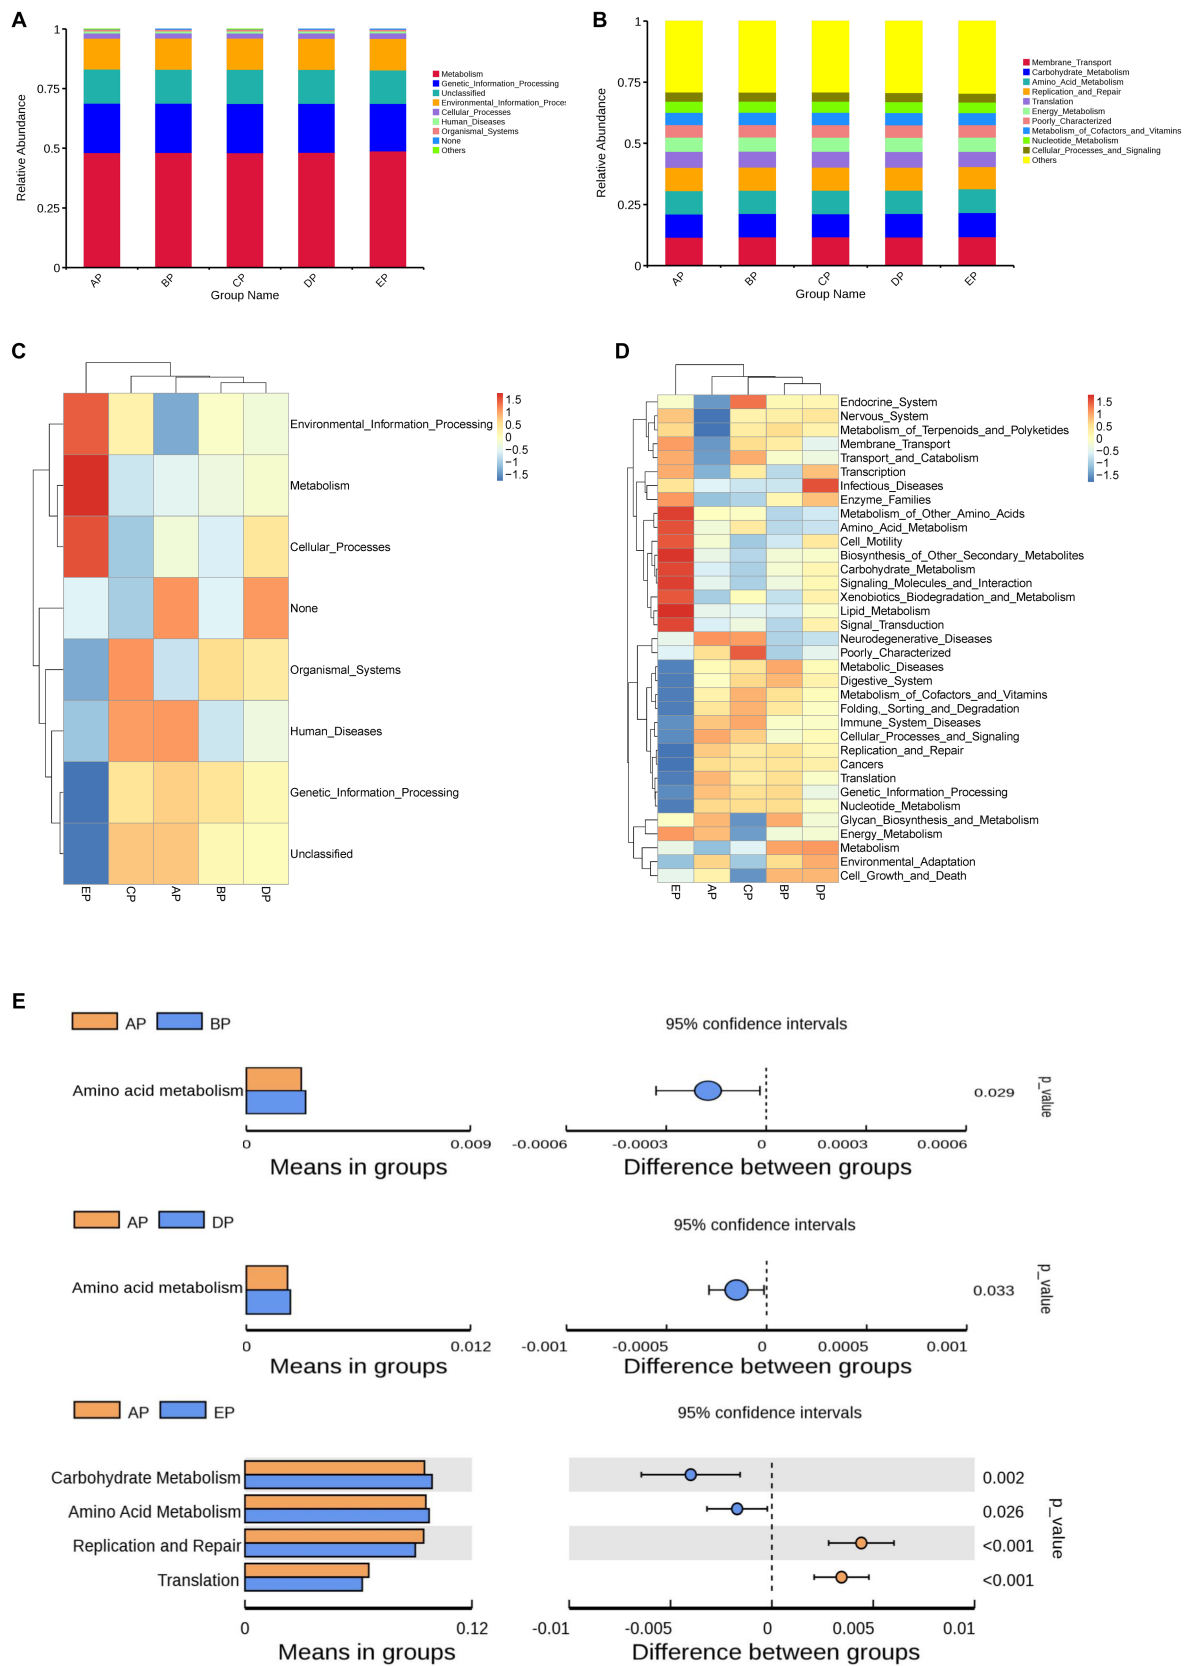 A
1
0.75
0.5
0.25
0
Relative Abundance
AP
BP
CP
DP
EP
Group Name
Metabolism
Genetic_Information_Processing
Unclassified
Environmental_Information_Proces
Cellular_Processes
Human_Diseases
Organismal_Systems
None
Others
B
1
0.75
0.5
0.25
0
Relative Abundance
AP
BP
CP
DP
EP
Group Name
Membrane_Transport
Carbohydrate_Metabolism
Amino_Acid_Metabolism
Replication_and_Repair
Translation
Energy_Metabolism
Poorly_Characterized
Metabolism_of_Cofactors_and_Vitamins
Nucleotide_Metabolism
Cellular_Processes_and_Signaling
Others
C
Environmental_Information_Processing
Metabolism
Cellular_Processes
None
Organismal_Systems
Human_Diseases
Genetic_Information_Processing
Unclassified
EP
CP
AP
BP
DP
1.5
1
0.5
0
−0.5
−1
−1.5
D
Endocrine_System
Nervous_System
Metabolism_of_Terpenoids_and_Polyketides
Membrane_Transport
Transport_and_Catabolism
Transcription
Infectious_Diseases
Enzyme_Families
Metabolism_of_Other_Amino_Acids
Amino_Acid_Metabolism
Cell_Motility
Biosynthesis_of_Other_Secondary_Metabolites
Carbohydrate_Metabolism
Signaling_Molecules_and_Interaction
Xenobiotics_Biodegradation_and_Metabolism
Lipid_Metabolism
Signal_Transduction
Neurodegenerative_Diseases
Poorly_Characterized
Metabolic_Diseases
Digestive_System
Metabolism_of_Cofactors_and_Vitamins
Folding,_Sorting_and_Degradation
Immune_System_Diseases
Cellular_Processes_and_Signaling
Replication_and_Repair
Cancers
Translation
Genetic_Information_Processing
Nucleotide_Metabolism
Glycan_Biosynthesis_and_Metabolism
Energy_Metabolism
Metabolism
Environmental_Adaptation
Cell_Growth_and_Death
EP
AP
CP
BP
DP
1.5
1
0.5
0
−0.5
−1
−1.5
E
AP BP
95% confidence intervals
Amino acid metabolism
0.029
p_value
0 0.009
-0.0006 -0.0003 0 0.0003 0.0006
Means in groups
Difference between groups
AP DP
95% confidence intervals
Amino acid metabolism
0.033
p_value
0 0.012
-0.001 -0.0005 0 0.0005 0.001
Means in groups
Difference between groups
AP EP
95% confidence intervals
Carbohydrate Metabolism
0.002
Amino Acid Metabolism
0.026
Replication and Repair
<0.001
Translation
<0.001
p_value
0 0.12
-0.01 -0.005 0 0.005 0.01
Means in groups
Difference between groups